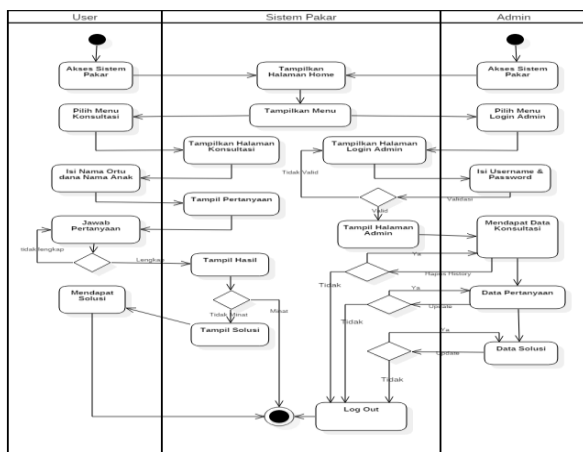 User
Sistem Pakar
Admin
Akses Sistem
Pakar
Tampilkan
Halaman Home
Akses Sistem
Pakar
Pilih Menu
Konsultasi
Tampilkan Menu
Pilih Menu
Login Admin
Tampilkan Halaman
Konsultasi
Tampilkan Halaman
Login Admin
Tidak Valid
Isi Nama Ortu
dana Nama Anak
Isi Username &
Password
Validasi
Tampil Pertanyaan
Valid
Jawab
Pertanyaan
Tampil Halaman
Admin
Mendapat Data
Konsultasi
tidak lengkap
Lengkap
Tampil Hasil
Ya
Hapus History
Tidak
Mendapat
Solusi
Tidak Minat
Minat
Ya
Data Pertanyaan
Update
Tidak
Tampil Solusi
Ya
Data Solusi
Update
Tidak
Log Out